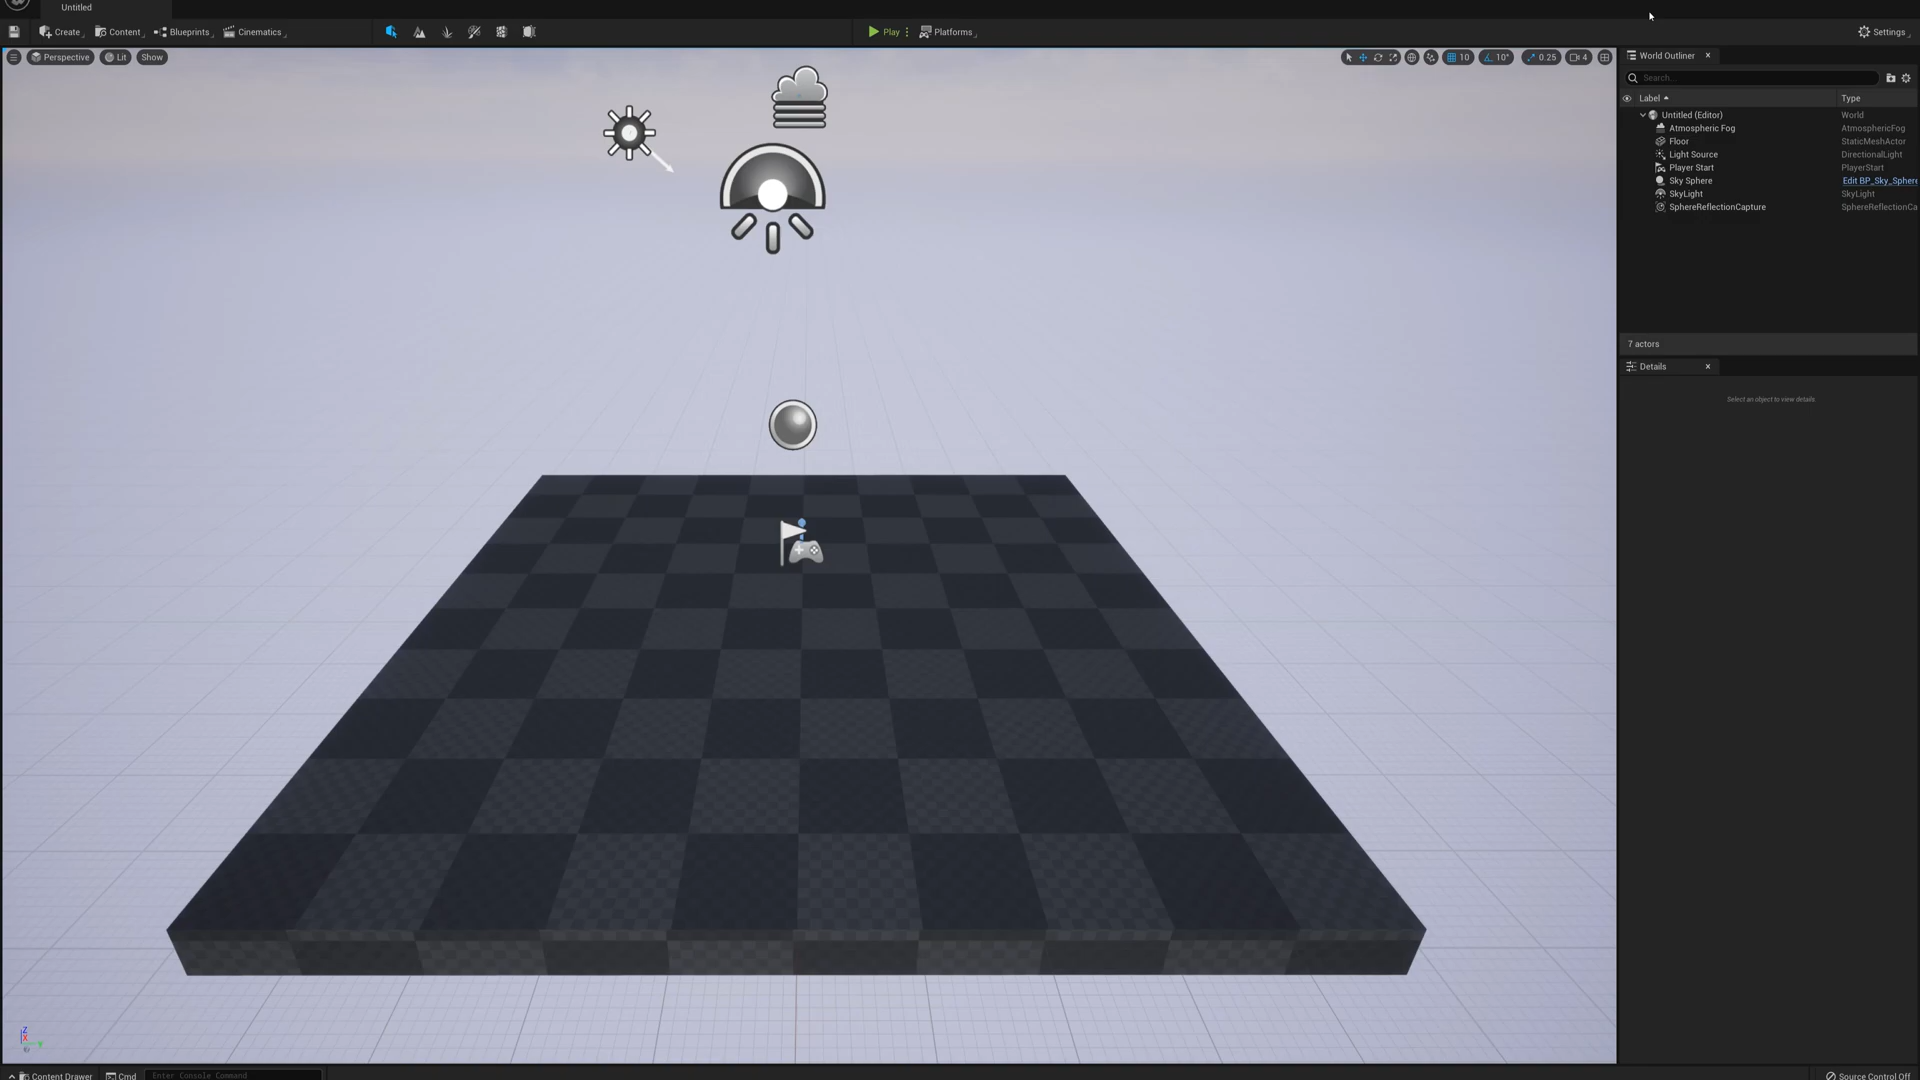 Untitled
Create
Content
Blueprints
Cinematics
Play
Platforms
Settings
Perspective
Lit
Show
10
10°
0.25
4
World Outliner
Search...
Label
Type
Untitled (Editor)
World
Atmospheric Fog
AtmosphericFog
Floor
StaticMeshActor
Light Source
DirectionalLight
Player Start
PlayerStart
Sky Sphere
Edit BP_Sky_Sphere
SkyLight
SkyLight
SphereReflectionCapture
SphereReflectionCa
7 actors
Details
Select an object to view details.
Z
X
Y
Content Drawer
Cmd
Enter Console Command
Source Control Off